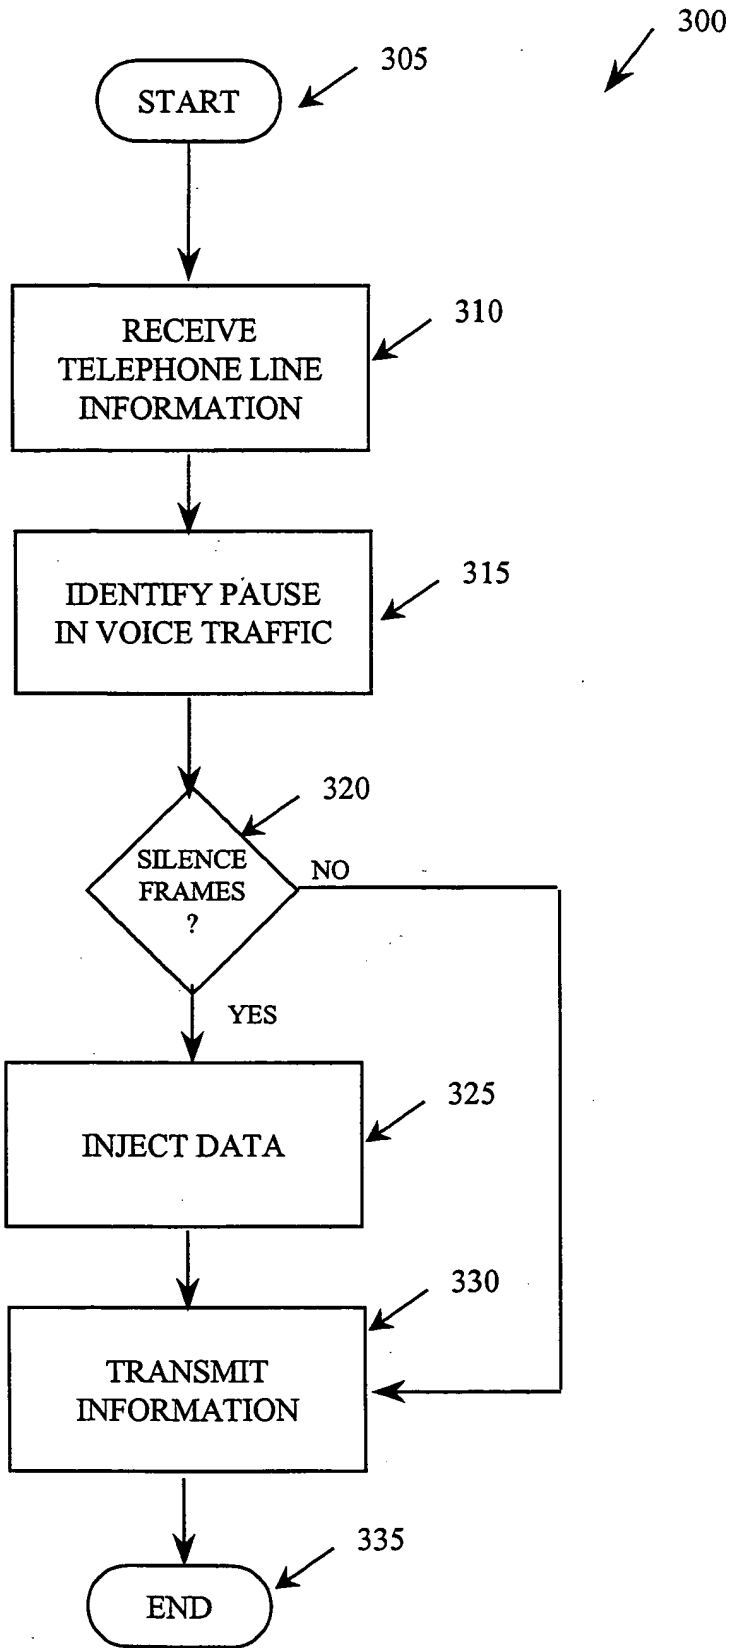 300
START
305
RECEIVE
TELEPHONE LINE
INFORMATION
310
IDENTIFY PAUSE
IN VOICE TRAFFIC
315
320
SILENCE
FRAMES
?
NO
YES
INJECT DATA
325
330
TRANSMIT
INFORMATION
335
END